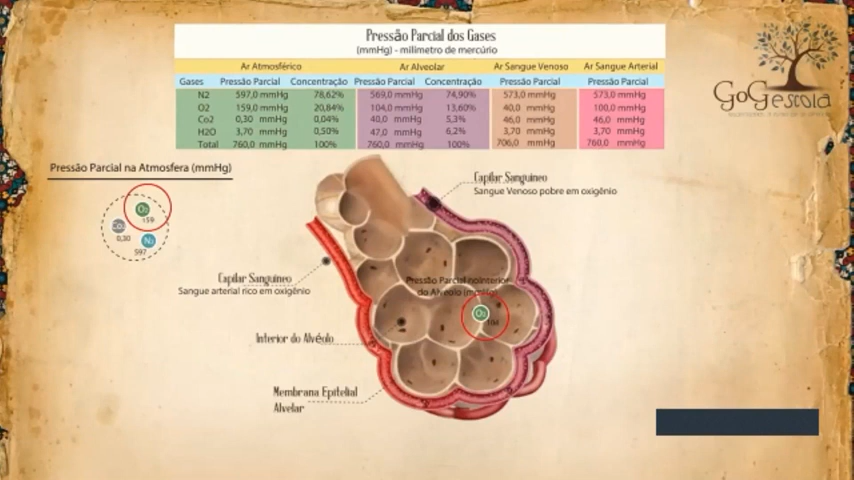 Pressão Parcial dos Gases
(mmHg) - milímetro de mercúrio
Ar Atmosférico Ar Alveolar Ar Sangue Venoso Ar Sangue Arterial
Gases Pressão Parcial Concentração Pressão Parcial Concentração Pressão Parcial Pressão Parcial
N2 597,0 mmHg 78,62% 569,0 mmHg 74,90% 573,0 mmHg 573,0 mmHg
O2 159,0 mmHg 20,84% 104,0 mmHg 13,60% 40,0 mmHg 100,0 mmHg
Co2 0,30 mmHg 0,04% 40,0 mmHg 5,3% 46,0 mmHg 46,0 mmHg
H2O 3,70 mmHg 0,50% 47,0 mmHg 6,2% 3,70 mmHg 3,70 mmHg
Total 760,0 mmHg 100% 760,0 mmHg 100% 706,0 mmHg 760,0 mmHg
GoGescola
Pressão Parcial na Atmosfera (mmHg)
O2
159
Co2
0,30
N2
597
Capilar Sanguíneo
Sangue Venoso pobre em oxigênio
Capilar Sanguíneo
Sangue arterial rico em oxigênio
Pressão Parcial no Interior
do Alvéolo (mmHg)
O2
104
Interior do Alvéolo
Membrana Epitelial
Alvelar